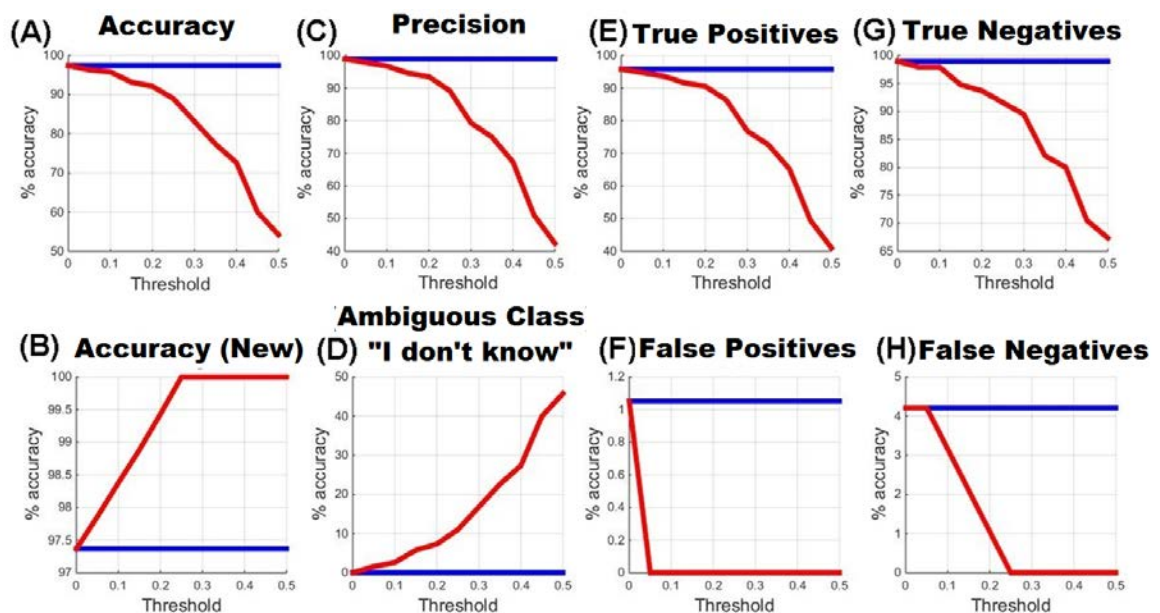 (A) Accuracy
100
90
80
70
60
50
% accuracy
0 0.1 0.2 0.3 0.4 0.5
Threshold
(C) Precision
100
90
80
70
60
50
40
% accuracy
0 0.1 0.2 0.3 0.4 0.5
Threshold
(E) True Positives
100
90
80
70
60
50
40
% accuracy
0 0.1 0.2 0.3 0.4 0.5
Threshold
(G) True Negatives
100
95
90
85
80
75
70
65
% accuracy
0 0.1 0.2 0.3 0.4 0.5
Threshold
(B) Accuracy (New)
100
99.5
99
98.5
98
97.5
97
% accuracy
0 0.1 0.2 0.3 0.4 0.5
Threshold
Ambiguous Class
(D) "I don't know"
50
40
30
20
10
0
% accuracy
0 0.1 0.2 0.3 0.4 0.5
Threshold
(F) False Positives
1.2
1
0.8
0.6
0.4
0.2
0
% accuracy
0 0.1 0.2 0.3 0.4 0.5
Threshold
(H) False Negatives
5
4
3
2
1
0
% accuracy
0 0.1 0.2 0.3 0.4 0.5
Threshold